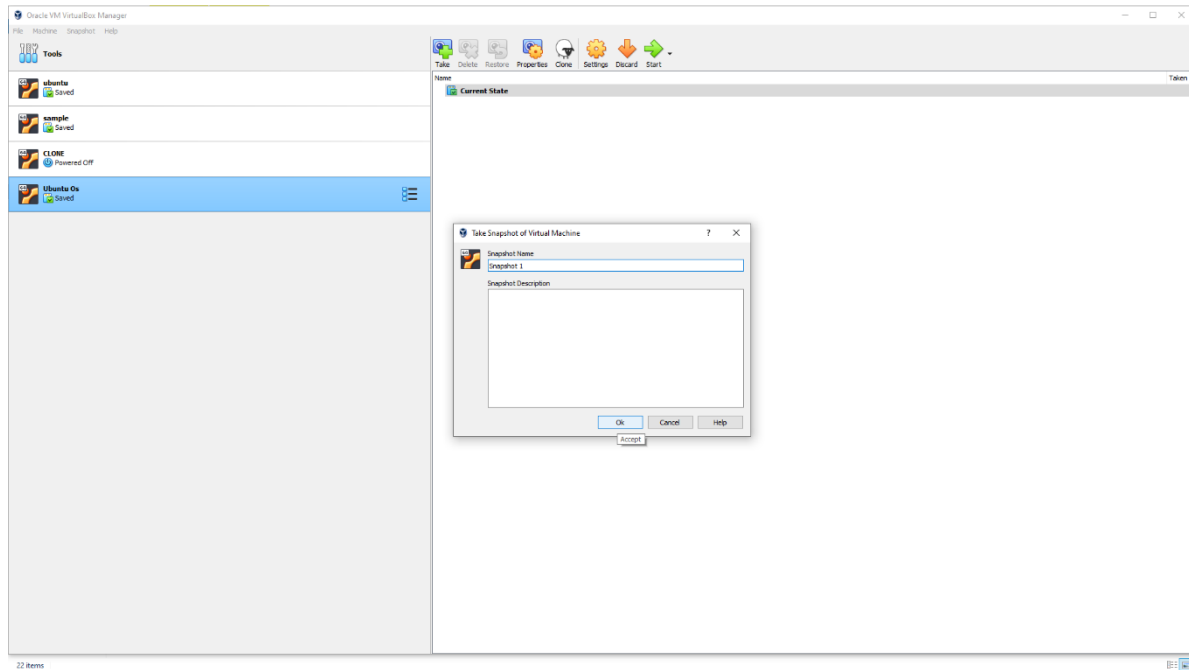 Oracle VM VirtualBox Manager
File Machine Snapshot Help
Tools
Take Delete Restore Properties Clone Settings Discard Start
Name Taken
Current State
ubuntu
Saved
sample
Saved
CLONE
Powered Off
Ubuntu Os
Saved
Take Snapshot of Virtual Machine ?
Snapshot Name
Snapshot 1
Snapshot Description
Ok Cancel Help
Accept
22 items